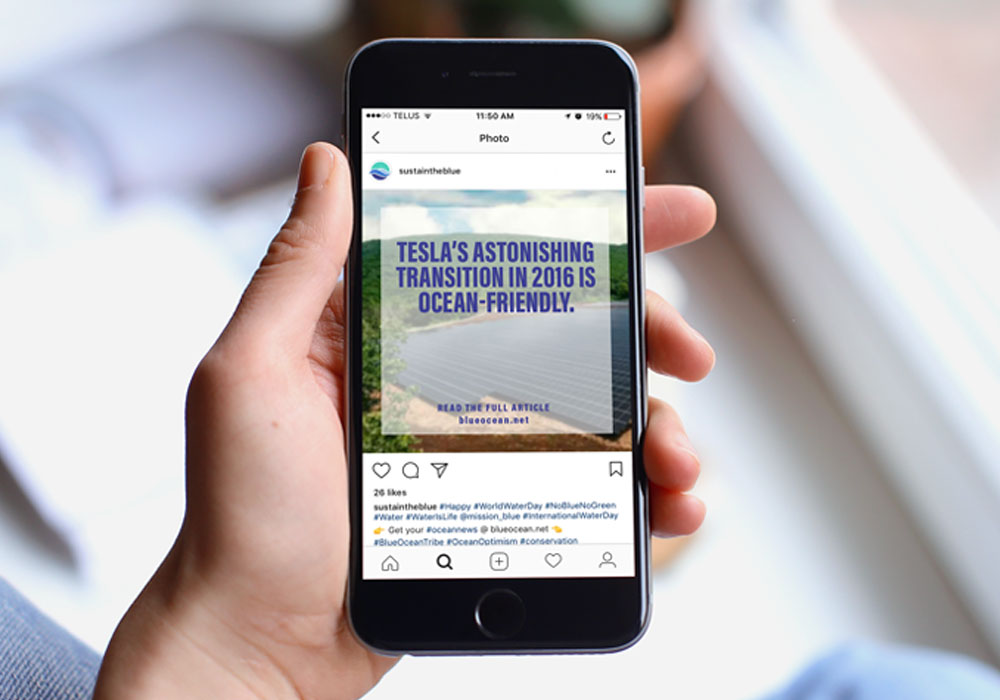 TELUS 11:50 AM 19%
Photo
sustaintheblue
TESLA'S ASTONISHING
TRANSITION IN 2016 IS
OCEAN-FRIENDLY.
READ THE FULL ARTICLE
blueocean.net
26 likes
sustaintheblue #Happy #WorldWaterDay #NoBlueNoGreen
#Water #WaterIsLife @mission_blue #InternationalWaterDay
👉 Get your #oceannews @ blueocean.net 👈
#BlueOceanTribe #OceanOptimism #conservation